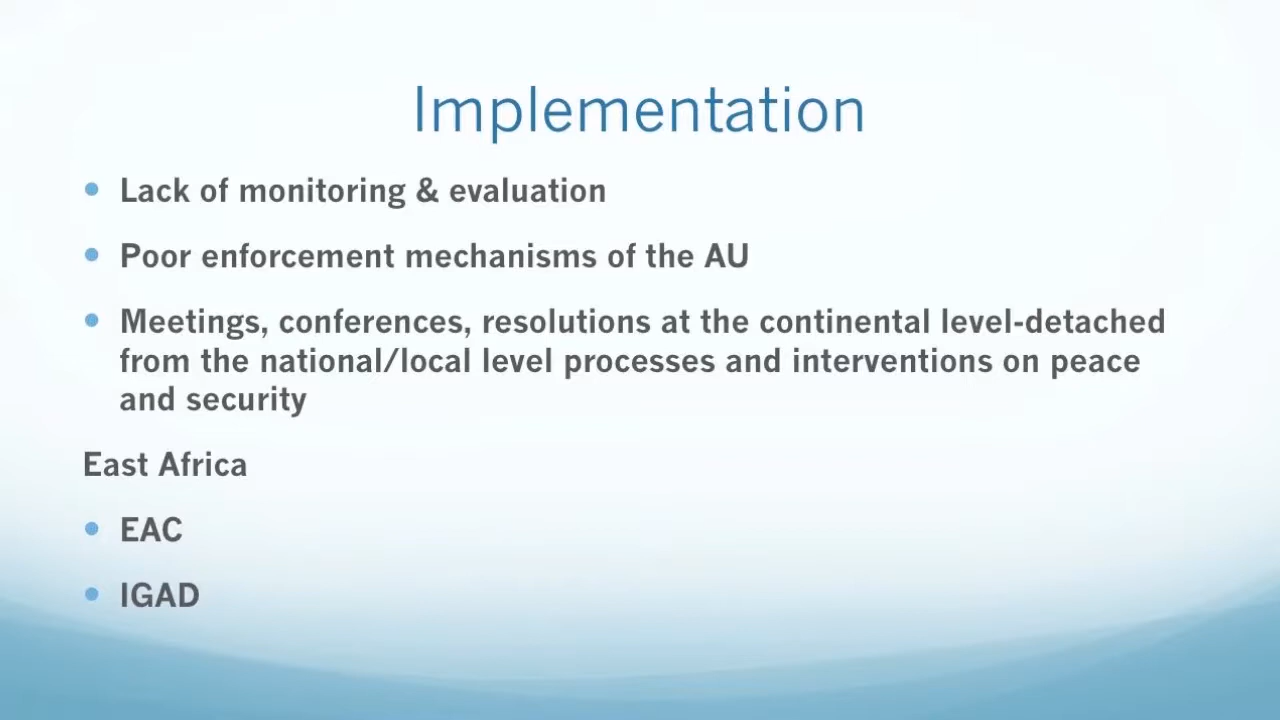 Implementation
• Lack of monitoring & evaluation
• Poor enforcement mechanisms of the AU
• Meetings, conferences, resolutions at the continental level-detached
from the national/local level processes and interventions on peace
and security
East Africa
• EAC
• IGAD